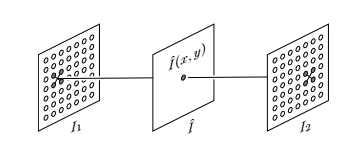 Î(x, y)
I₁
Î
I₂